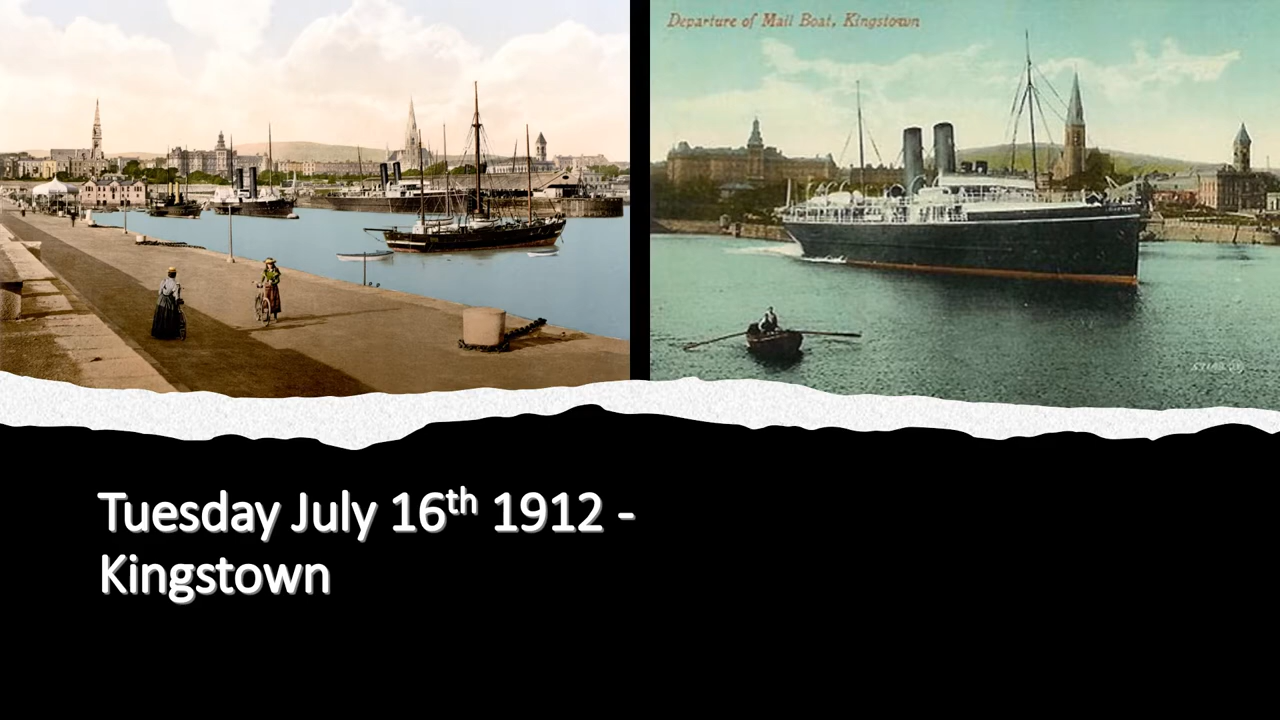 Departure of Mail Boat, Kingstown
Tuesday July 16th 1912 -
Kingstown